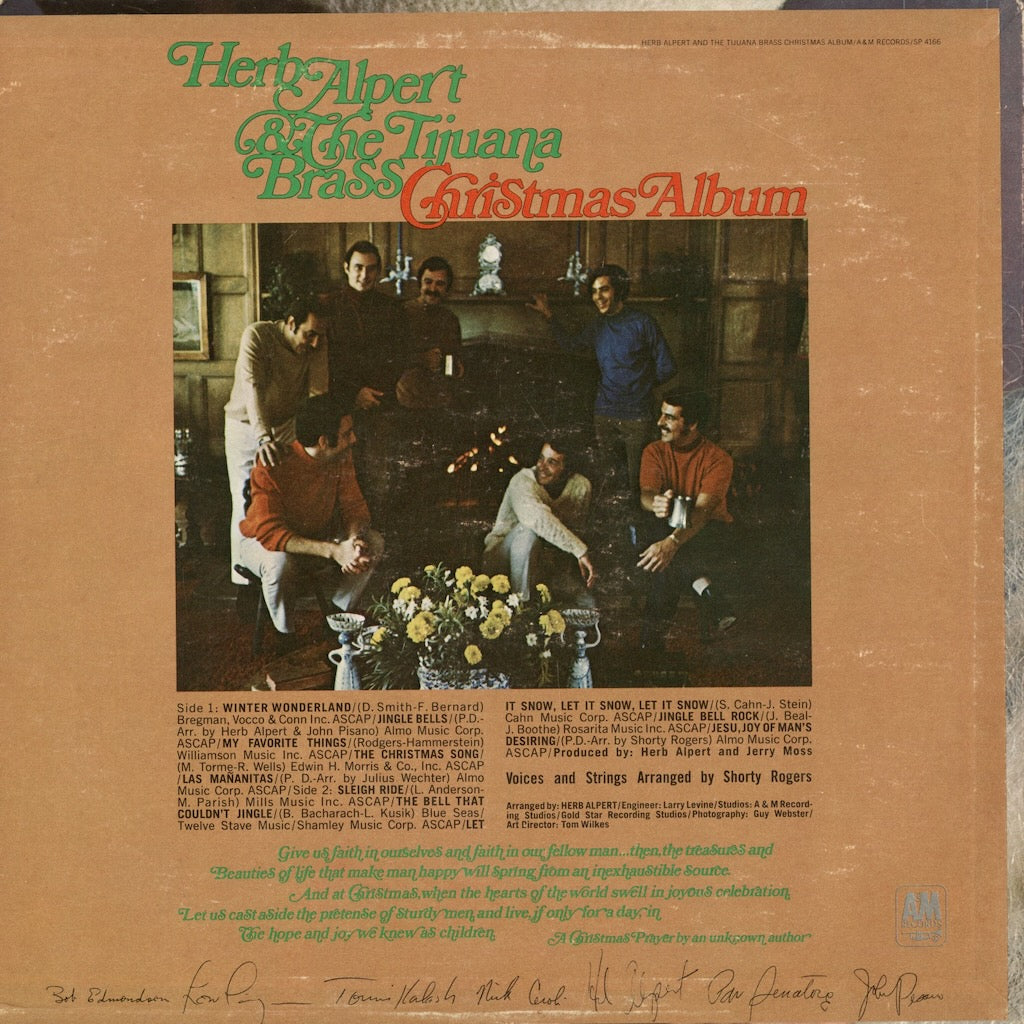 HERB ALPERT AND THE TIJUANA BRASS CHRISTMAS ALBUM/A&M RECORDS/SP 4166
Herb Alpert
& The Tijuana
Brass Christmas Album
Side 1: WINTER WONDERLAND/(D. Smith-F. Bernard)
Bregman, Vocco & Conn Inc. ASCAP/JINGLE BELLS/(P.D.-
Arr. by Herb Alpert & John Pisano) Almo Music Corp.
ASCAP/MY FAVORITE THINGS/(Rodgers-Hammerstein)
Williamson Music Inc. ASCAP/THE CHRISTMAS SONG/
(M. Torme-R. Wells) Edwin H. Morris & Co., Inc. ASCAP
/LAS MAÑANITAS/(P. D.-Arr. by Julius Wechter) Almo
Music Corp. ASCAP/Side 2: SLEIGH RIDE/(L. Anderson-
M. Parish) Mills Music Inc. ASCAP/THE BELL THAT
COULDN'T JINGLE/(B. Bacharach-L. Kusik) Blue Seas/
Twelve Stave Music/Shamley Music Corp. ASCAP/LET
IT SNOW, LET IT SNOW, LET IT SNOW/(S. Cahn-J. Stein)
Cahn Music Corp. ASCAP/JINGLE BELL ROCK/(J. Beal-
J. Boothe) Rosarita Music Inc. ASCAP/JESU, JOY OF MAN'S
DESIRING/(P.D.-Arr. by Shorty Rogers) Almo Music Corp.
ASCAP/Produced by: Herb Alpert and Jerry Moss
Voices and Strings Arranged by Shorty Rogers
Arranged by: HERB ALPERT/Engineer: Larry Levine/Studios: A & M Record-
ing Studios/Gold Star Recording Studios/Photography: Guy Webster/
Art Director: Tom Wilkes
Give us faith in ourselves and faith in our fellow man...then, the treasures and
Beauties of life that make man happy will spring from an inexhaustible source.
And at Christmas, when the hearts of the world swell in joyous celebration,
Let us cast aside the pretense of sturdy men, and live, if only for a day, in
The hope and joy we knew as children.
A Christmas Prayer by an unknown author
AM
RECORDS
Bob Edmondson Tonni Kalash Nick Ceroli Herb Alpert Pat Senatore John Pisano